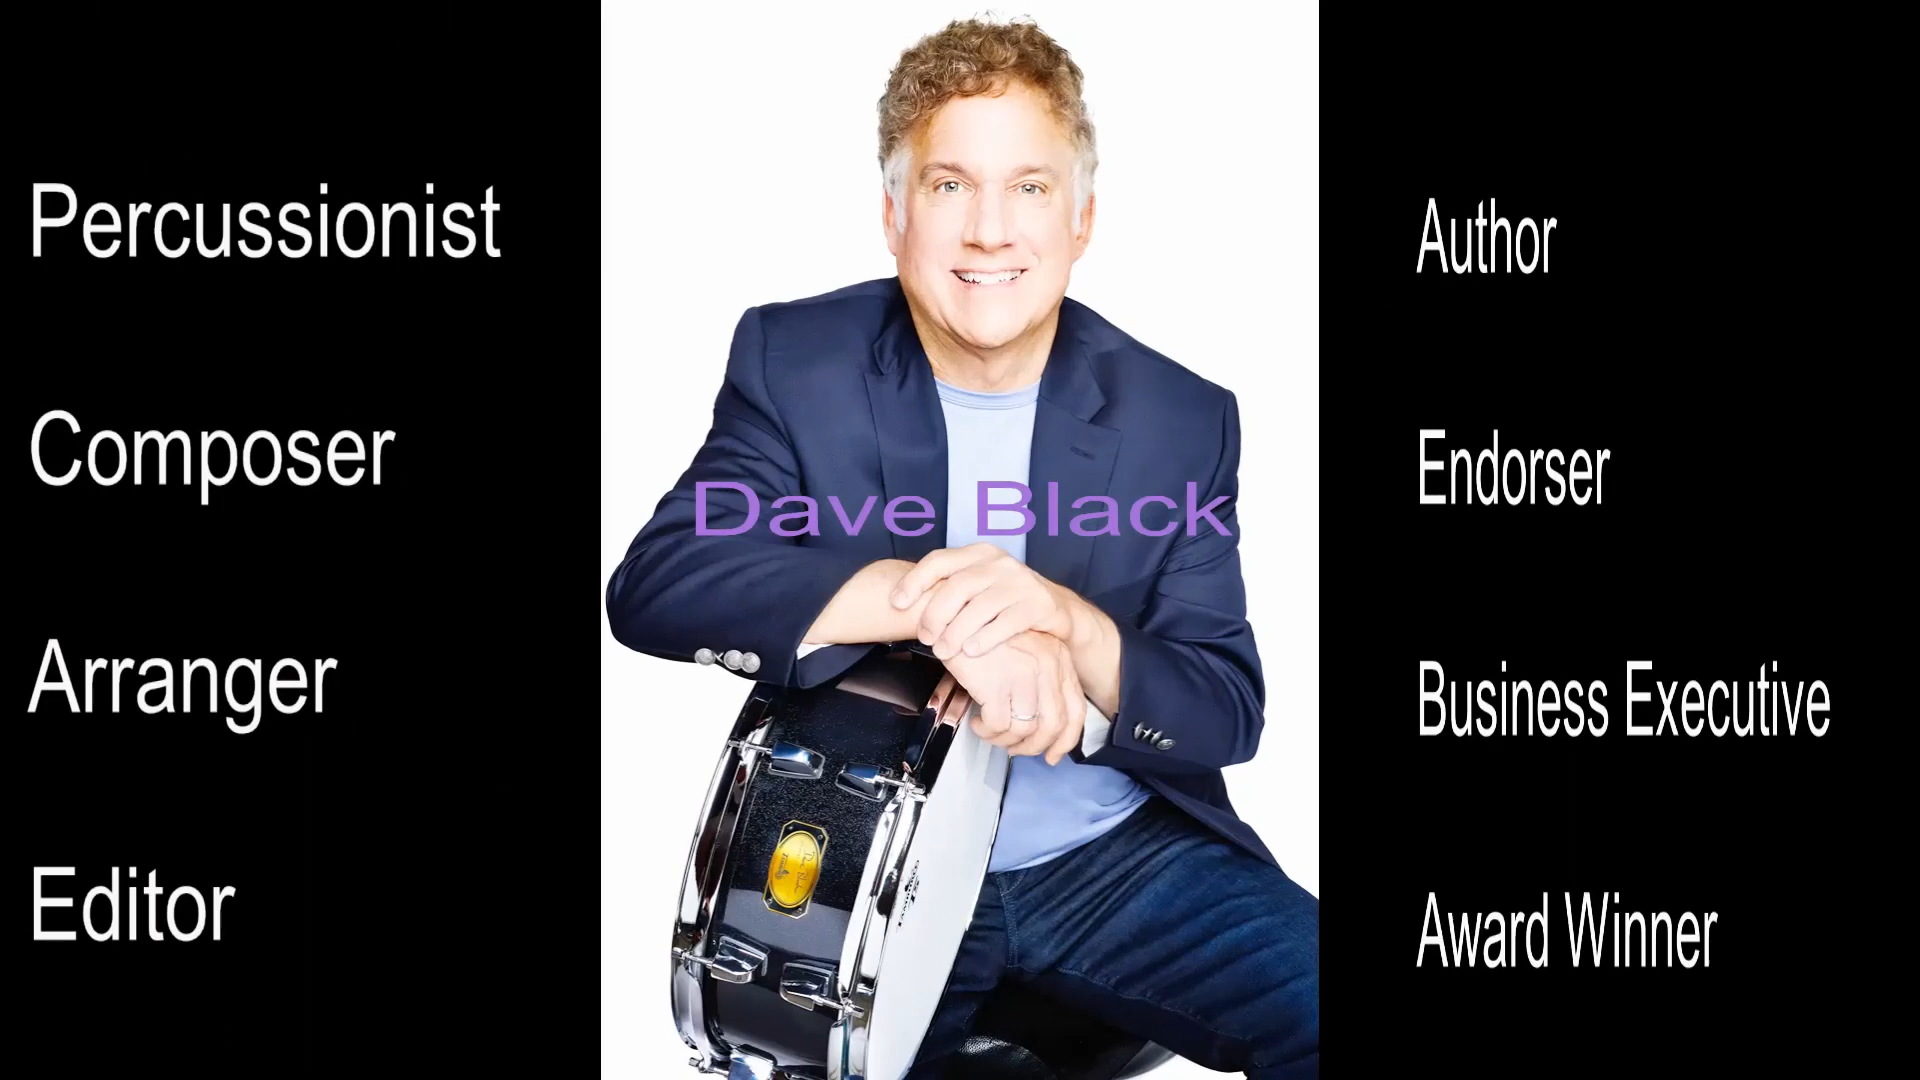 Percussionist
Composer
Arranger
Editor
Dave Black
Author
Endorser
Business Executive
Award Winner